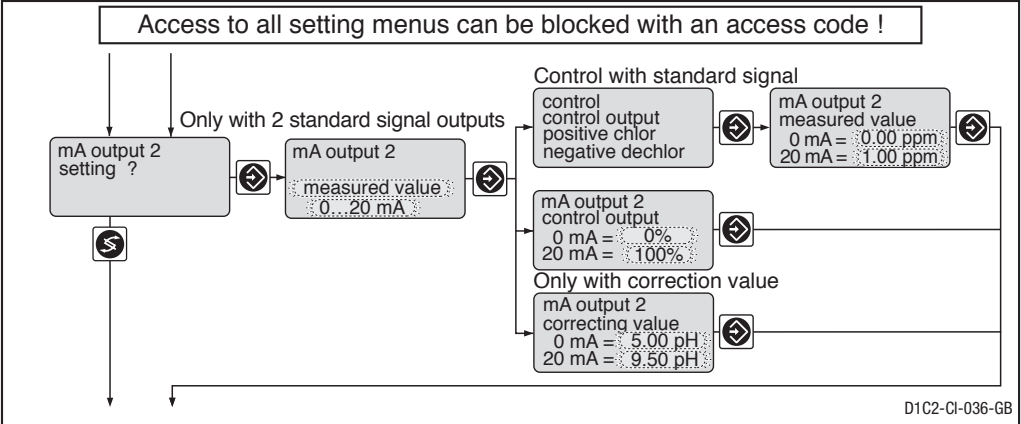 Access to all setting menus can be blocked with an access code !
Only with 2 standard signal outputs
mA output 2
setting ?
mA output 2
measured value
0...20 mA
Control with standard signal
control
control output
positive chlor
negative dechlor
mA output 2
measured value
0 mA = 0.00 ppm
20 mA = 1.00 ppm
mA output 2
control output
0 mA = 0%
20 mA = 100%
Only with correction value
mA output 2
correcting value
0 mA = 5.00 pH
20 mA = 9.50 pH
D1C2-CI-036-GB